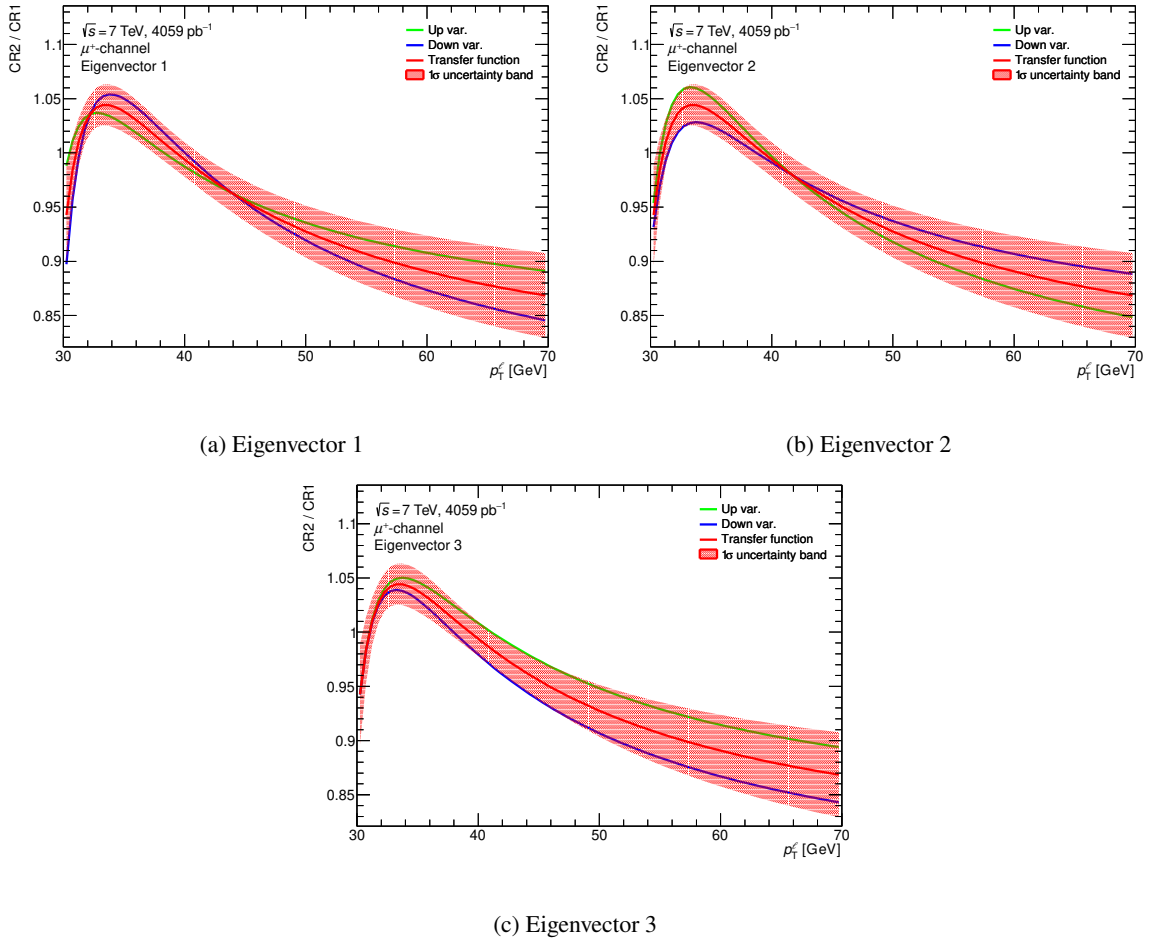 CR2 / CR1
√s = 7 TeV, 4059 pb⁻¹
μ⁺-channel
Eigenvector 1
Up var.
Down var.
Transfer function
1σ uncertainty band
1.1
1.05
1
0.95
0.9
0.85
30 40 50 60 70
p_T^ℓ [GeV]
(a) Eigenvector 1
CR2 / CR1
√s = 7 TeV, 4059 pb⁻¹
μ⁺-channel
Eigenvector 2
Up var.
Down var.
Transfer function
1σ uncertainty band
1.1
1.05
1
0.95
0.9
0.85
30 40 50 60 70
p_T^ℓ [GeV]
(b) Eigenvector 2
CR2 / CR1
√s = 7 TeV, 4059 pb⁻¹
μ⁺-channel
Eigenvector 3
Up var.
Down var.
Transfer function
1σ uncertainty band
1.1
1.05
1
0.95
0.9
0.85
30 40 50 60 70
p_T^ℓ [GeV]
(c) Eigenvector 3